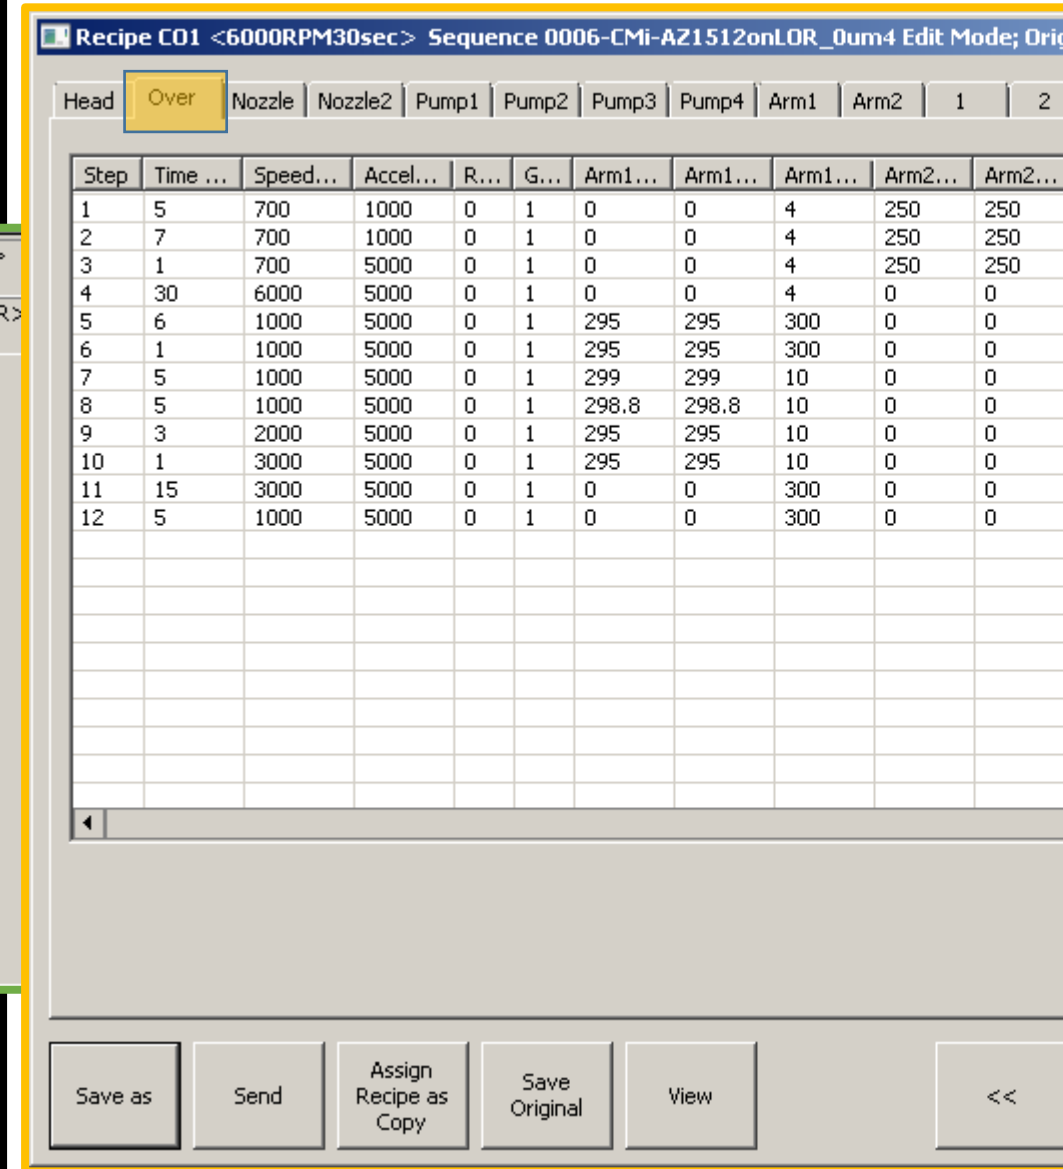 Recipe CO1 <6000RPM30sec> Sequence 0006-CMi-AZ1512onLOR_0um4 Edit Mode; Orig
Head Over Nozzle Nozzle2 Pump1 Pump2 Pump3 Pump4 Arm1 Arm2 1 2
Step Time ... Speed... Accel... R... G... Arm1... Arm1... Arm1... Arm2... Arm2...
1 5 700 1000 0 1 0 0 4 250 250
2 7 700 1000 0 1 0 0 4 250 250
3 1 700 5000 0 1 0 0 4 250 250
4 30 6000 5000 0 1 0 0 4 0 0
5 6 1000 5000 0 1 295 295 300 0 0
6 1 1000 5000 0 1 295 295 300 0 0
7 5 1000 5000 0 1 299 299 10 0 0
8 5 1000 5000 0 1 298.8 298.8 10 0 0
9 3 2000 5000 0 1 295 295 10 0 0
10 1 3000 5000 0 1 295 295 10 0 0
11 15 3000 5000 0 1 0 0 300 0 0
12 5 1000 5000 0 1 0 0 300 0 0
R>
Save as Send Assign Recipe as Copy Save Original View <<